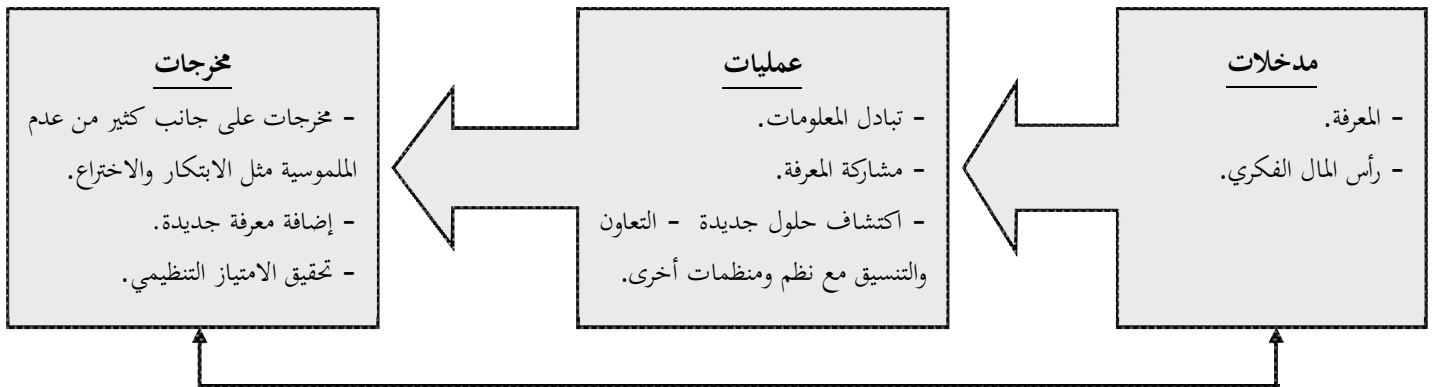 مدخلات
- المعرفة.
- رأس المال الفكري.
عمليات
- تبادل المعلومات.
- مشاركة المعرفة.
- اكتشاف حلول جديدة - التعاون
والتنسيق مع نظم ومنظمات أخرى.
مخرجات
- مخرجات على جانب كثير من عدم
الملموسية مثل الابتكار والاختراع.
- إضافة معرفة جديدة.
- تحقيق الامتياز التنظيمي.